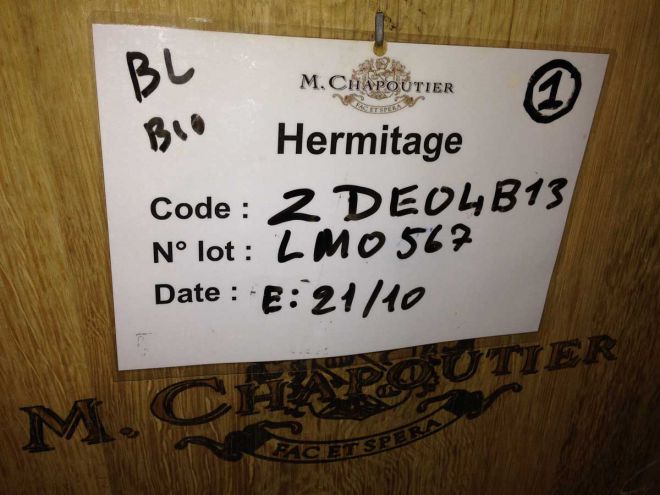 BL
BIO
M. CHAPOUTIER
FAC ET SPERA
1
Hermitage
Code : 2DE04B13
N° lot : LM0567
Date : E: 21/10
M. CHAPOUTIER
FAC ET SPERA